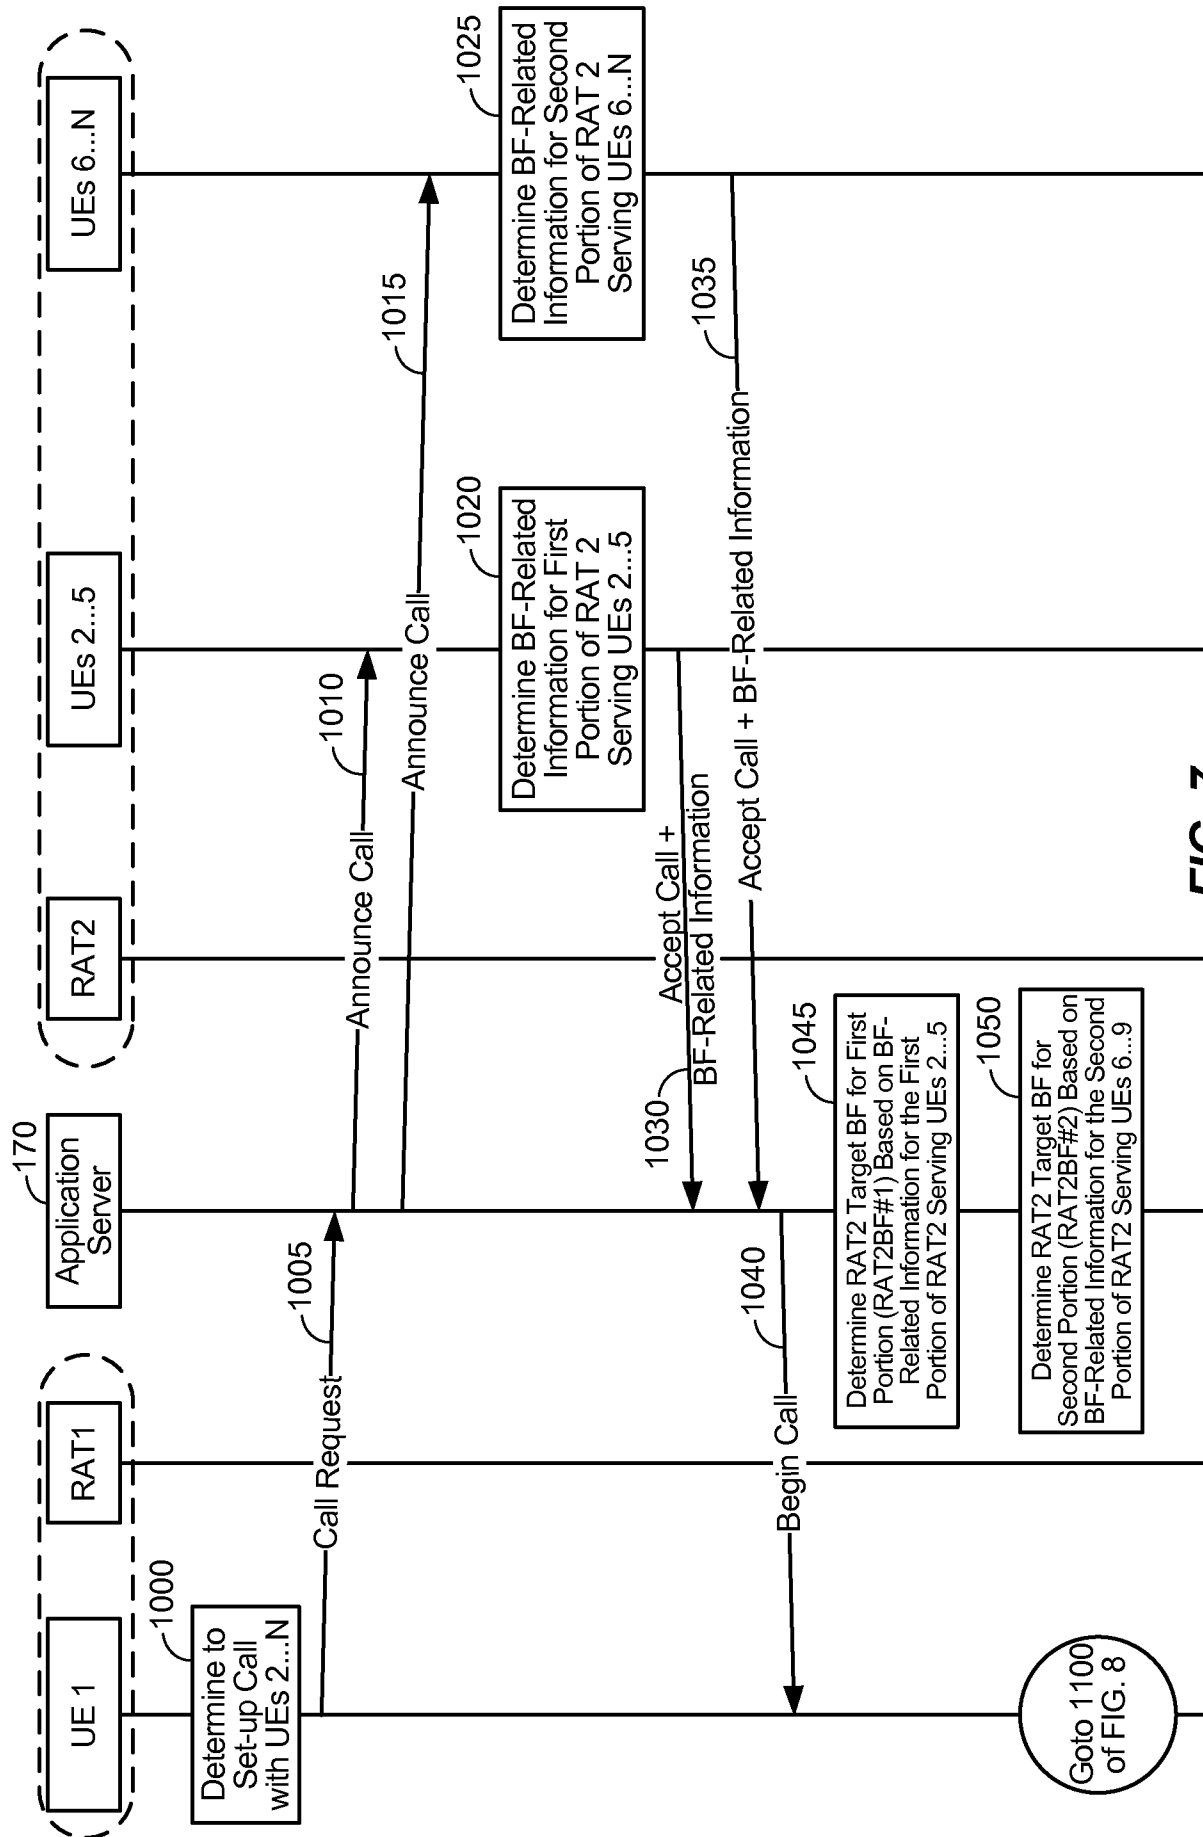 UE 1
RAT1
170
Application
Server
RAT2
UEs 2...5
UEs 6...N
1000
Determine to
Set-up Call
with UEs 2...N
Call Request
1005
Announce Call
1010
Announce Call
1015
1020
Determine BF-Related
Information for First
Portion of RAT 2
Serving UEs 2...5
1025
Determine BF-Related
Information for Second
Portion of RAT 2
Serving UEs 6...N
1030
Accept Call +
BF-Related Information
Accept Call + BF-Related Information
1035
Begin Call
1040
1045
Determine RAT2 Target BF for First
Portion (RAT2BF#1) Based on BF-
Related Information for the First
Portion of RAT2 Serving UEs 2...5
1050
Determine RAT2 Target BF for
Second Portion (RAT2BF#2) Based on
BF-Related Information for the Second
Portion of RAT2 Serving UEs 6...9
Goto 1100
of FIG. 8
FIG. 7